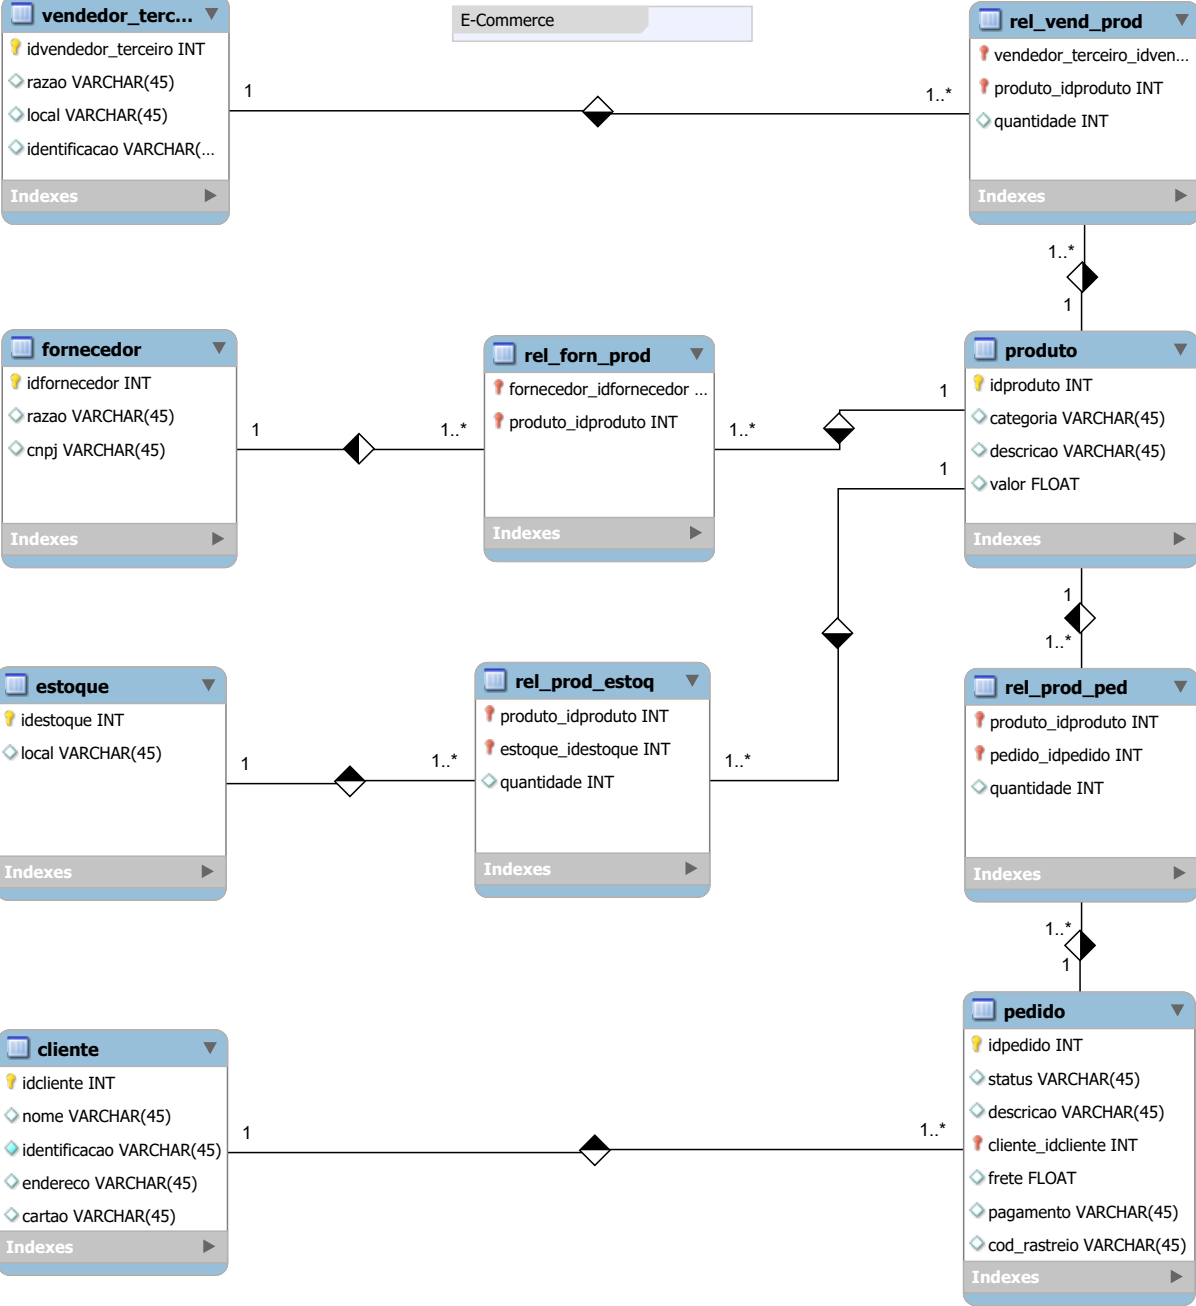 E-Commerce
vendedor_terc...
idvendedor_terceiro INT
razao VARCHAR(45)
local VARCHAR(45)
identificacao VARCHAR(...
Indexes
1
1..*
rel_vend_prod
vendedor_terceiro_idven...
produto_idproduto INT
quantidade INT
Indexes
1..*
1
fornecedor
idfornecedor INT
razao VARCHAR(45)
cnpj VARCHAR(45)
Indexes
1
1..*
rel_forn_prod
fornecedor_idfornecedor ...
produto_idproduto INT
Indexes
1..*
1
produto
idproduto INT
categoria VARCHAR(45)
descricao VARCHAR(45)
valor FLOAT
Indexes
1
1
1..*
estoque
idestoque INT
local VARCHAR(45)
Indexes
1
1..*
rel_prod_estoq
produto_idproduto INT
estoque_idestoque INT
quantidade INT
Indexes
1..*
rel_prod_ped
produto_idproduto INT
pedido_idpedido INT
quantidade INT
Indexes
1..*
1
cliente
idcliente INT
nome VARCHAR(45)
identificacao VARCHAR(45)
endereco VARCHAR(45)
cartao VARCHAR(45)
Indexes
1
1..*
pedido
idpedido INT
status VARCHAR(45)
descricao VARCHAR(45)
cliente_idcliente INT
frete FLOAT
pagamento VARCHAR(45)
cod_rastreio VARCHAR(45)
Indexes